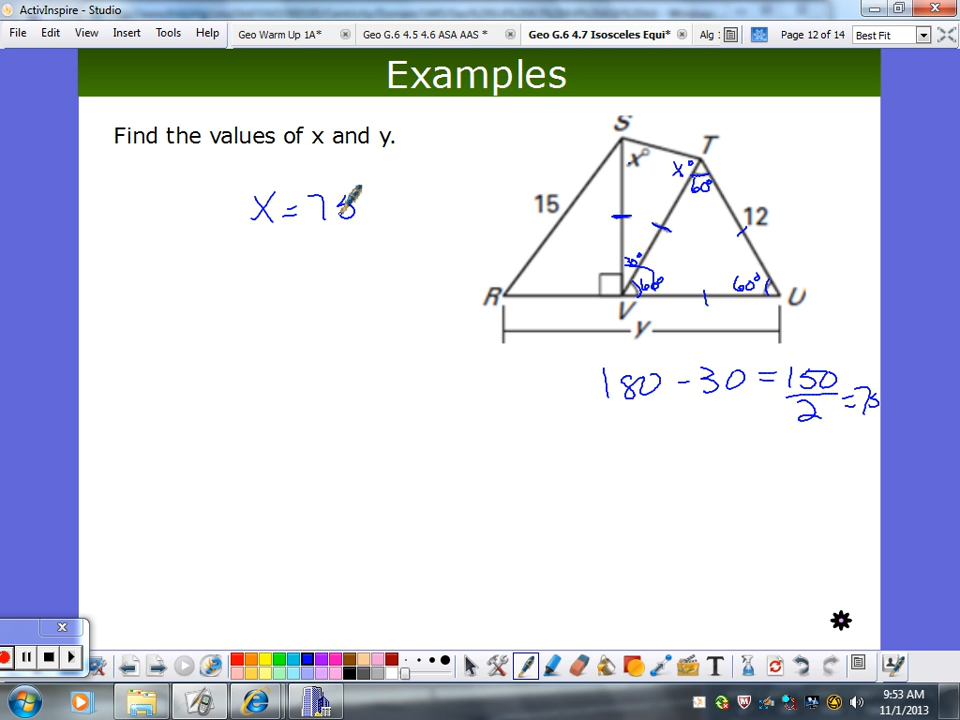 ActivInspire - Studio
File Edit View Insert Tools Help
Geo Warm Up 1A*
Geo G.6 4.5 4.6 ASA AAS *
Geo G.6 4.7 Isosceles Equi*
Alg :
Page 12 of 14
Best Fit
Examples
Find the values of x and y.
X = 75
S
T
x°
x°
60°
15
12
30°
60°
60°
R
V
U
y
180 - 30 = 150
2
= 75
T
9:53 AM
11/1/2013